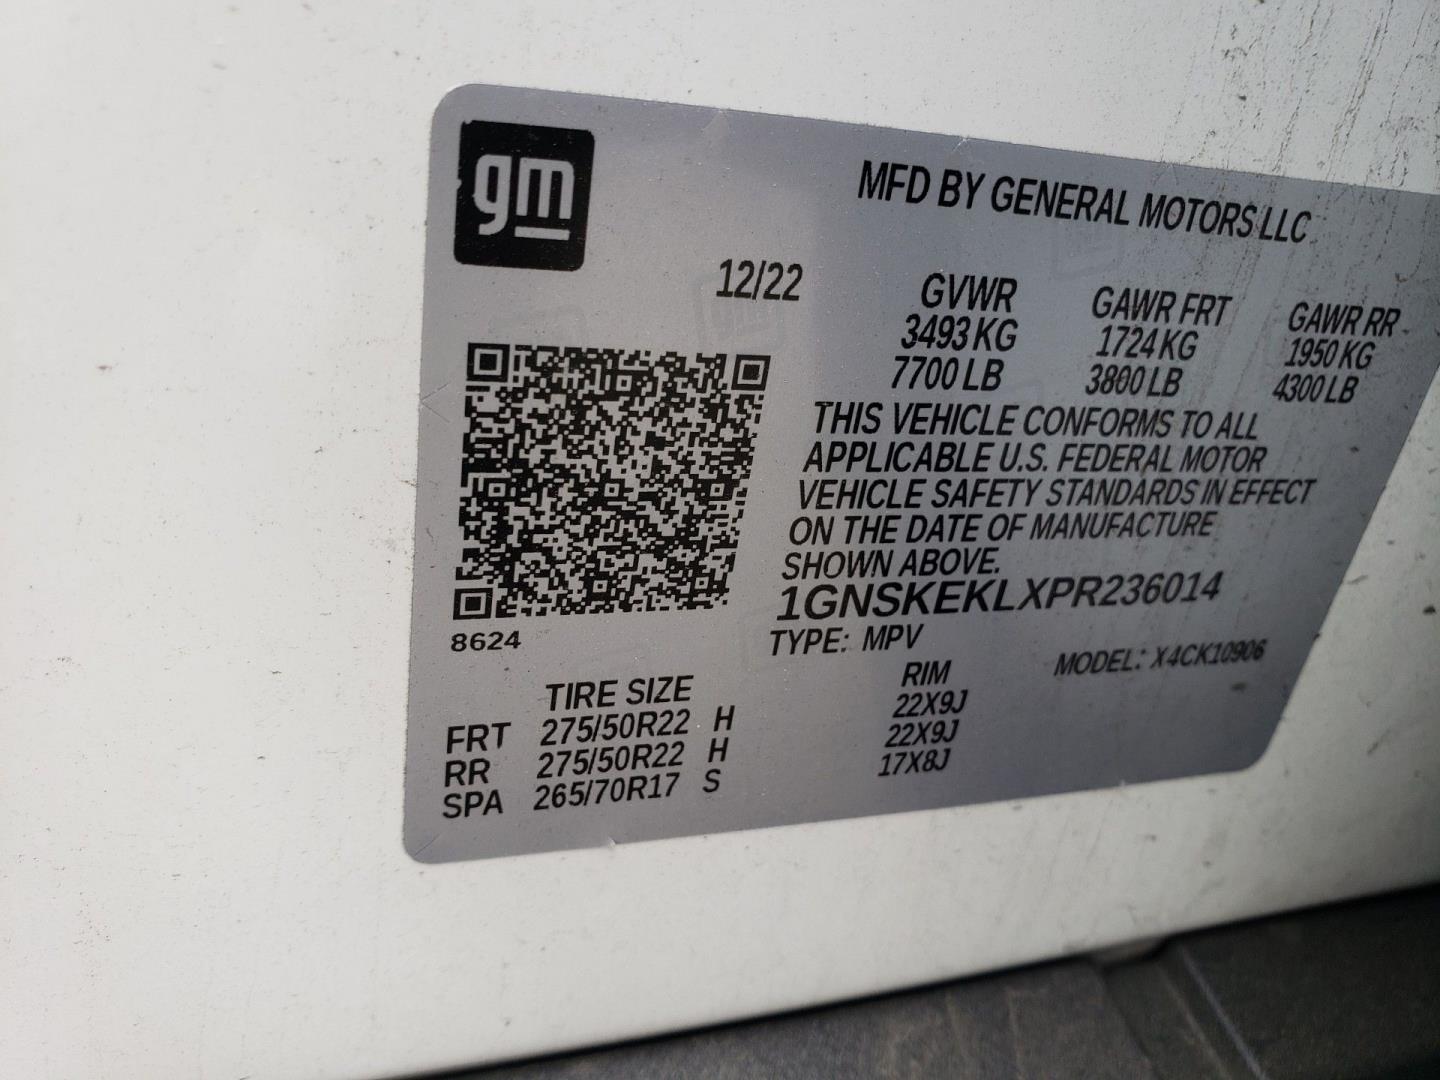 gm
MFD BY GENERAL MOTORS LLC
12/22 GVWR GAWR FRT GAWR RR
3493 KG 1724 KG 1950 KG
7700 LB 3800 LB 4300 LB
THIS VEHICLE CONFORMS TO ALL
APPLICABLE U.S. FEDERAL MOTOR
VEHICLE SAFETY STANDARDS IN EFFECT
ON THE DATE OF MANUFACTURE
SHOWN ABOVE.
1GNSKEKLXPR236014
8624
TYPE: MPV MODEL: X4CK10906
TIRE SIZE RIM
FRT 275/50R22 H 22X9J
RR 275/50R22 H 22X9J
SPA 265/70R17 S 17X8J